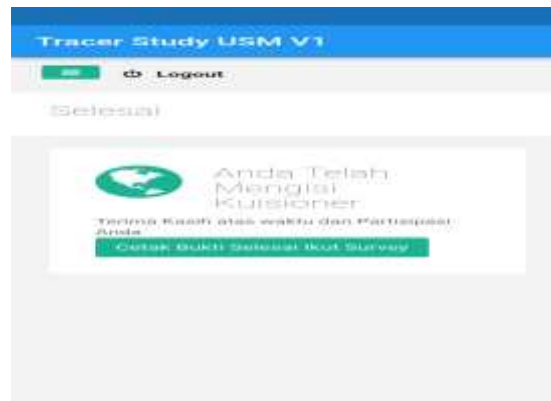 Tracer Study USM V1
Logout
Selesai
Anda Telah
Mengisi
Kuisioner
Terima Kasih atas waktu dan Partisipasi
Anda
Cetak Bukti Selesai Ikut Survey